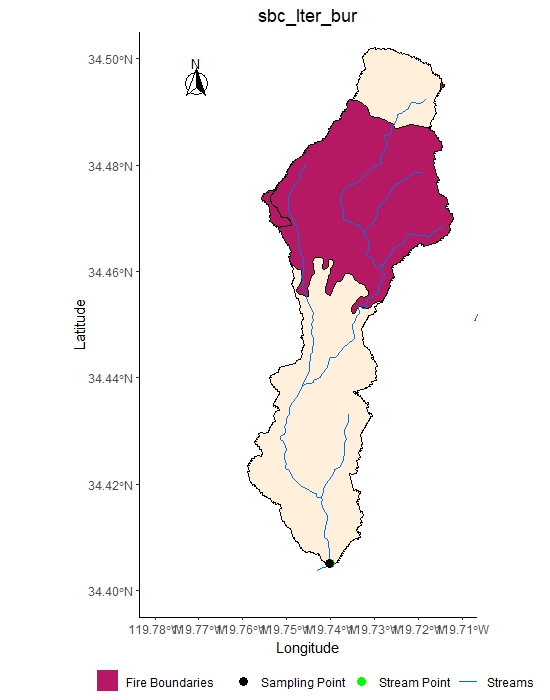 sbc_lter_bur
N
34.50°N
34.48°N
34.46°N
34.44°N
34.42°N
34.40°N
Latitude
119.78°W 119.77°W 119.76°W 119.75°W 119.74°W 119.73°W 119.72°W 119.71°W
Longitude
Fire Boundaries Sampling Point Stream Point Streams